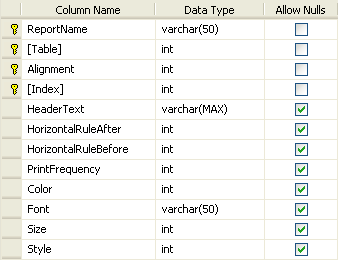 Column Name Data Type Allow Nulls
ReportName varchar(50)
[Table] int
Alignment int
[Index] int
HeaderText varchar(MAX)
HorizontalRuleAfter int
HorizontalRuleBefore int
PrintFrequency int
Color int
Font varchar(50)
Size int
Style int